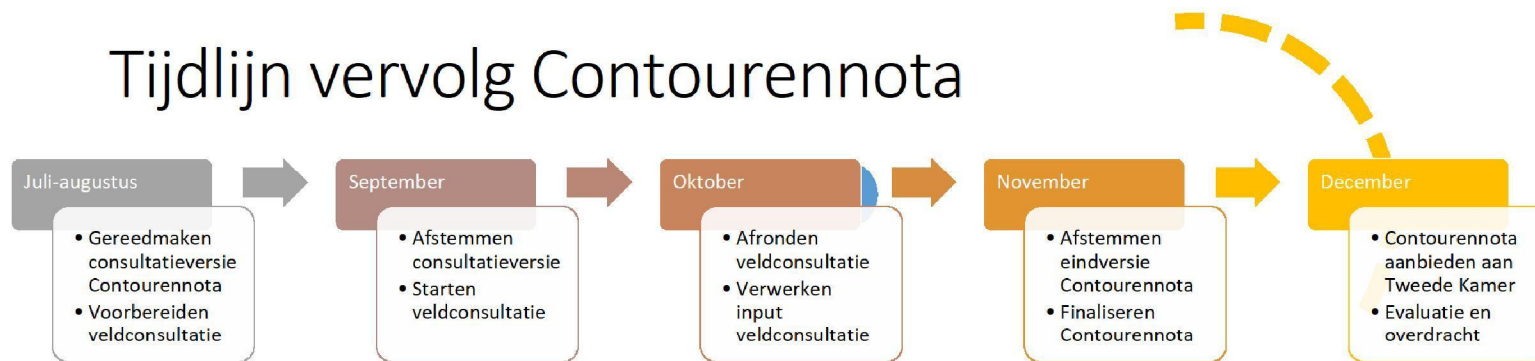 Tijdlijn vervolg Contourennota
Juli-augustus
• Gereedmaken
consultatieversie
Contourennota
• Voorbereiden
veldconsultatie
September
• Afstemmen
consultatieversie
• Starten
veldconsultatie
Oktober
• Afronden
veldconsultatie
• Verwerken
input
veldconsultatie
November
• Afstemmen
eindversie
Contourennota
• Finaliseren
Contourennota
December
• Contourennota
aanbieden aan
Tweede Kamer
• Evaluatie en
overdracht